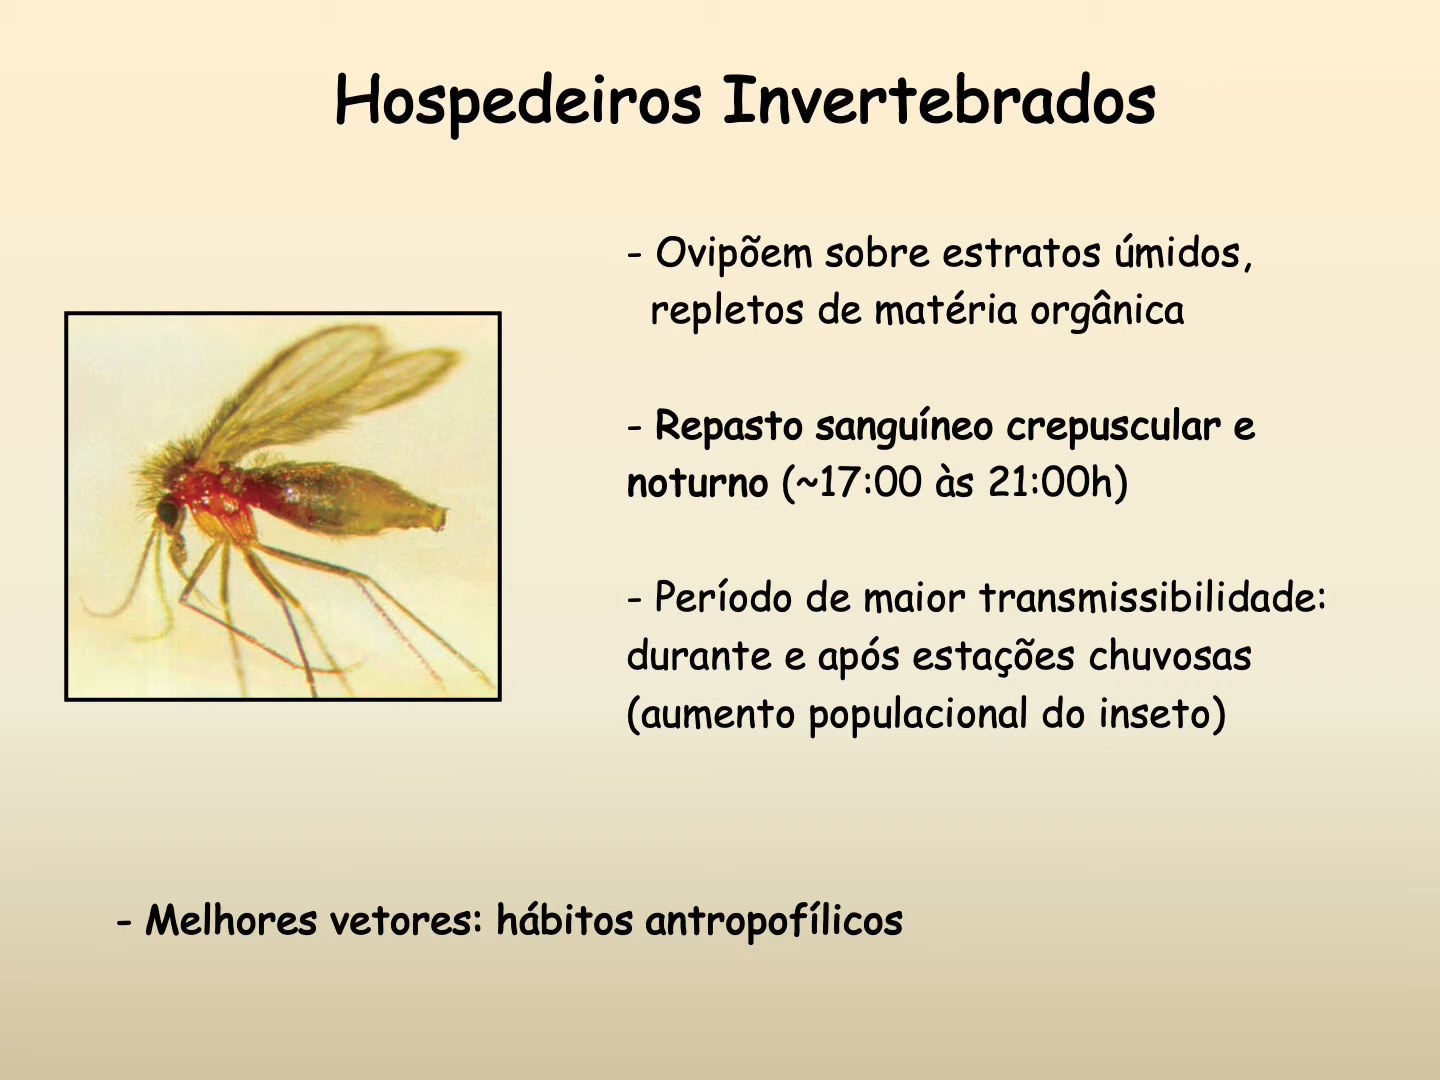 Hospedeiros Invertebrados
- Ovipõem sobre estratos úmidos,
repletos de matéria orgânica
- Repasto sanguíneo crepuscular e
noturno (~17:00 às 21:00h)
- Período de maior transmissibilidade:
durante e após estações chuvosas
(aumento populacional do inseto)
- Melhores vetores: hábitos antropofílicos